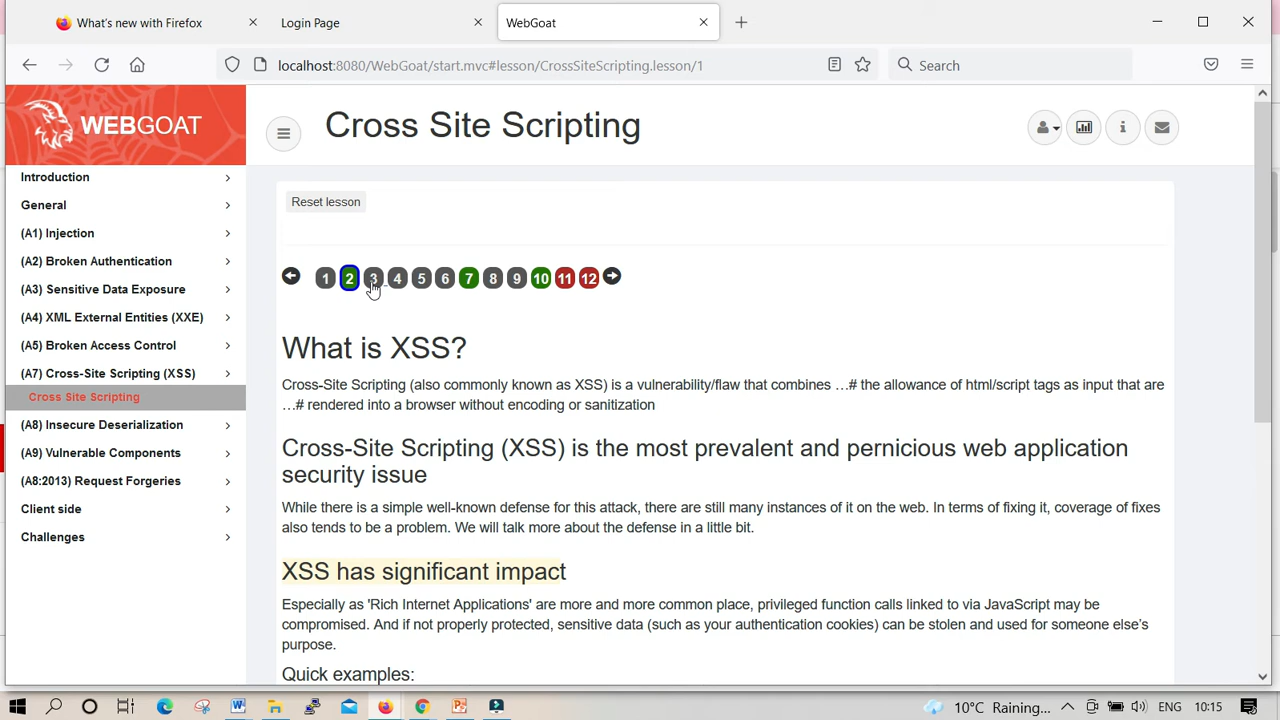 What's new with Firefox
Login Page
WebGoat
localhost:8080/WebGoat/start.mvc#lesson/CrossSiteScripting.lesson/1
Search
WEBGOAT
Cross Site Scripting
Introduction
General
(A1) Injection
(A2) Broken Authentication
(A3) Sensitive Data Exposure
(A4) XML External Entities (XXE)
(A5) Broken Access Control
(A7) Cross-Site Scripting (XSS)
Cross Site Scripting
(A8) Insecure Deserialization
(A9) Vulnerable Components
(A8:2013) Request Forgeries
Client side
Challenges
Reset lesson
1 2 3 4 5 6 7 8 9 10 11 12
What is XSS?
Cross-Site Scripting (also commonly known as XSS) is a vulnerability/flaw that combines …# the allowance of html/script tags as input that are
…# rendered into a browser without encoding or sanitization
Cross-Site Scripting (XSS) is the most prevalent and pernicious web application
security issue
While there is a simple well-known defense for this attack, there are still many instances of it on the web. In terms of fixing it, coverage of fixes
also tends to be a problem. We will talk more about the defense in a little bit.
XSS has significant impact
Especially as 'Rich Internet Applications' are more and more common place, privileged function calls linked to via JavaScript may be
compromised. And if not properly protected, sensitive data (such as your authentication cookies) can be stolen and used for someone else's
purpose.
Quick examples:
10°C Raining...
ENG
10:15